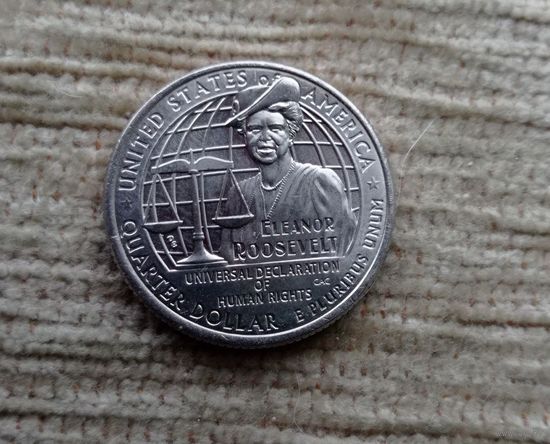 UNITED STATES of AMERICA
ELEANOR
ROOSEVELT
UNIVERSAL DECLARATION
OF
HUMAN RIGHTS
QUARTER DOLLAR
E PLURIBUS UNUM